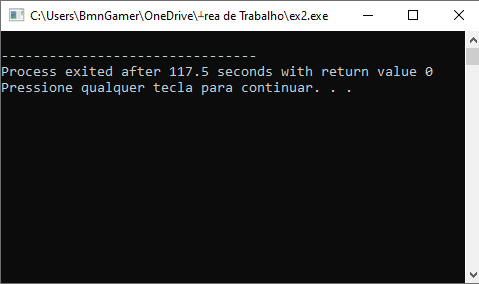 C:\Users\BmnGamer\OneDrive\┴rea de Trabalho\ex2.exe
--------------------------------
Process exited after 117.5 seconds with return value 0
Pressione qualquer tecla para continuar. . .